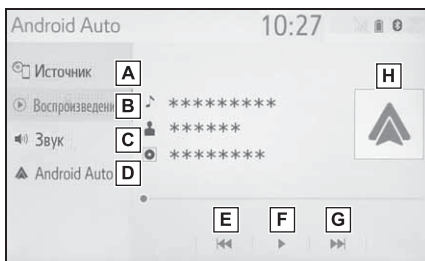 Android Auto 10:27
Источник A
Воспроизведени B
Звук C
Android Auto D
*********
******
********
E F G
H